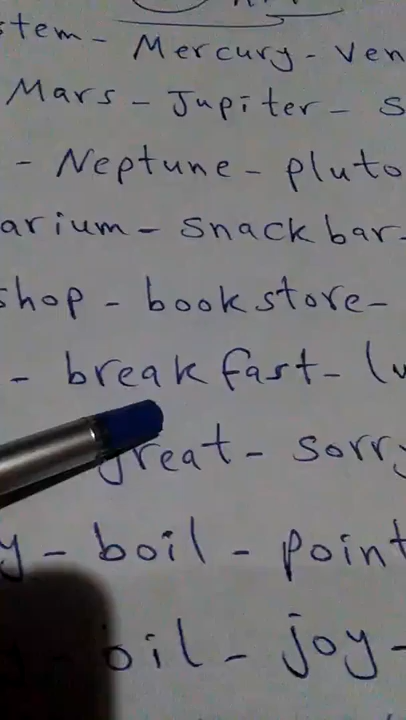 stem - Mercury - Ven
Mars - Jupiter - S
- Neptune - pluto
arium - snack bar -
shop - bookstore -
- breakfast - lu
great - sorry
y - boil - point
- oil - joy -